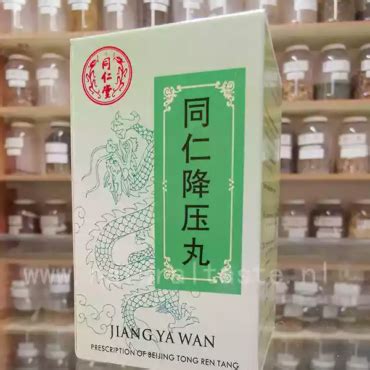 同仁堂
同仁降压丸
JIANG YA WAN
PRESCRIPTION OF BEIJING TONG REN TANG